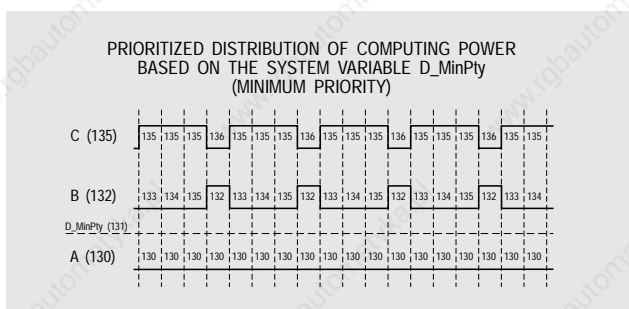 PRIORITIZED DISTRIBUTION OF COMPUTING POWER
BASED ON THE SYSTEM VARIABLE D_MinPty
(MINIMUM PRIORITY)
C (135) 135 135 135 136 135 135 135 136 135 135 135 136 135 135 135 136 135 135
B (132) 133 134 135 132 133 134 135 132 133 134 135 132 133 134 135 132 133 134
D_MinPty (131)
A (130) 130 130 130 130 130 130 130 130 130 130 130 130 130 130 130 130 130 130